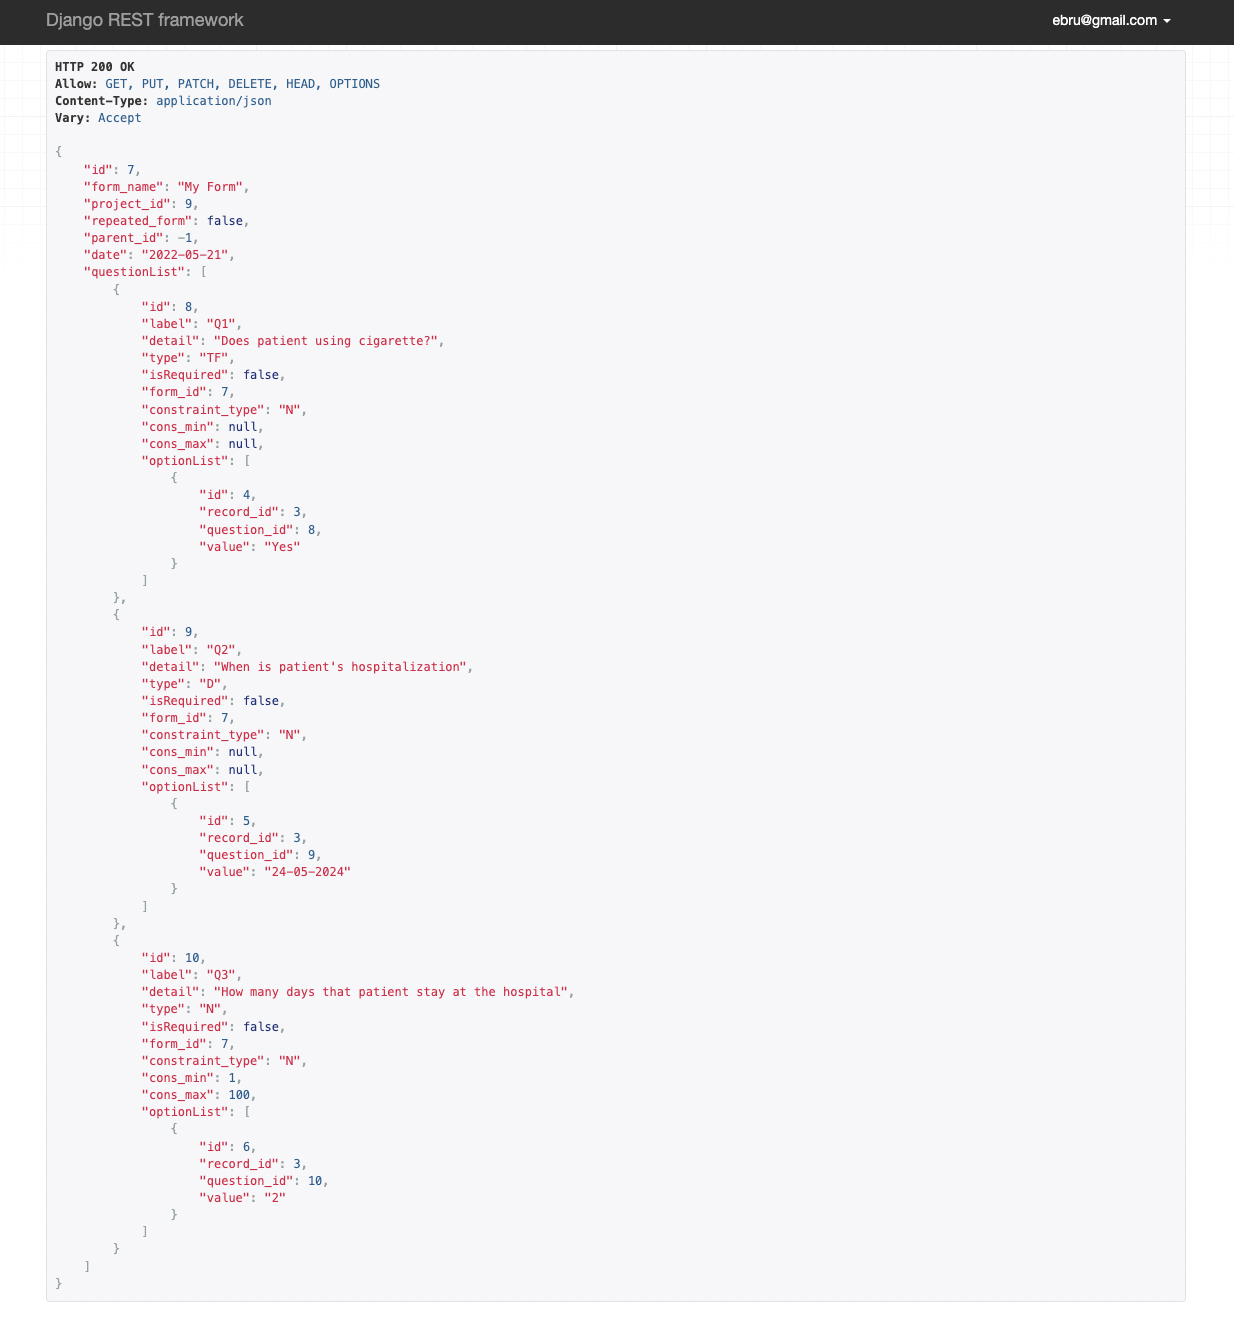 Django REST framework
ebru@gmail.com
HTTP 200 OK
Allow: GET, PUT, PATCH, DELETE, HEAD, OPTIONS
Content-Type: application/json
Vary: Accept
{
    "id": 7,
    "form_name": "My Form",
    "project_id": 9,
    "repeated_form": false,
    "parent_id": -1,
    "date": "2022-05-21",
    "questionList": [
        {
            "id": 8,
            "label": "Q1",
            "detail": "Does patient using cigarette?",
            "type": "TF",
            "isRequired": false,
            "form_id": 7,
            "constraint_type": "N",
            "cons_min": null,
            "cons_max": null,
            "optionList": [
                {
                    "id": 4,
                    "record_id": 3,
                    "question_id": 8,
                    "value": "Yes"
                }
            ]
        },
        {
            "id": 9,
            "label": "Q2",
            "detail": "When is patient's hospitalization",
            "type": "D",
            "isRequired": false,
            "form_id": 7,
            "constraint_type": "N",
            "cons_min": null,
            "cons_max": null,
            "optionList": [
                {
                    "id": 5,
                    "record_id": 3,
                    "question_id": 9,
                    "value": "24-05-2024"
                }
            ]
        },
        {
            "id": 10,
            "label": "Q3",
            "detail": "How many days that patient stay at the hospital",
            "type": "N",
            "isRequired": false,
            "form_id": 7,
            "constraint_type": "N",
            "cons_min": 1,
            "cons_max": 100,
            "optionList": [
                {
                    "id": 6,
                    "record_id": 3,
                    "question_id": 10,
                    "value": "2"
                }
            ]
        }
    ]
}